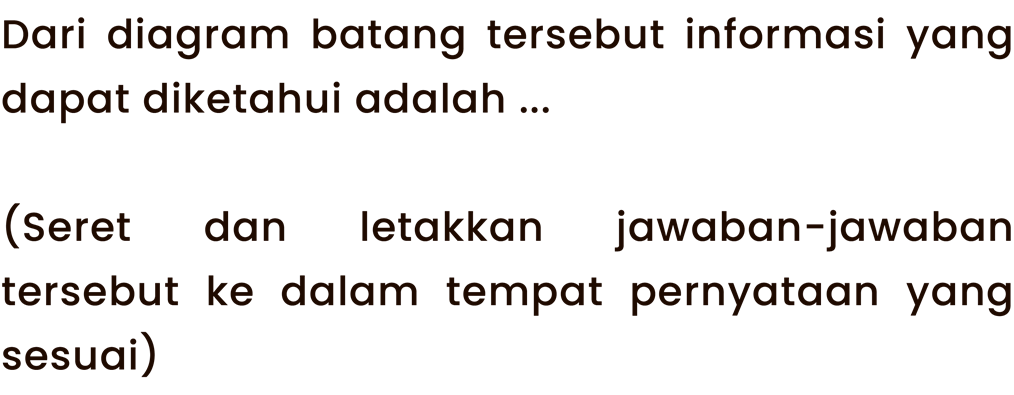 Dari diagram batang tersebut informasi yang
dapat diketahui adalah ...
(Seret dan letakkan jawaban-jawaban
tersebut ke dalam tempat pernyataan yang
sesuai)